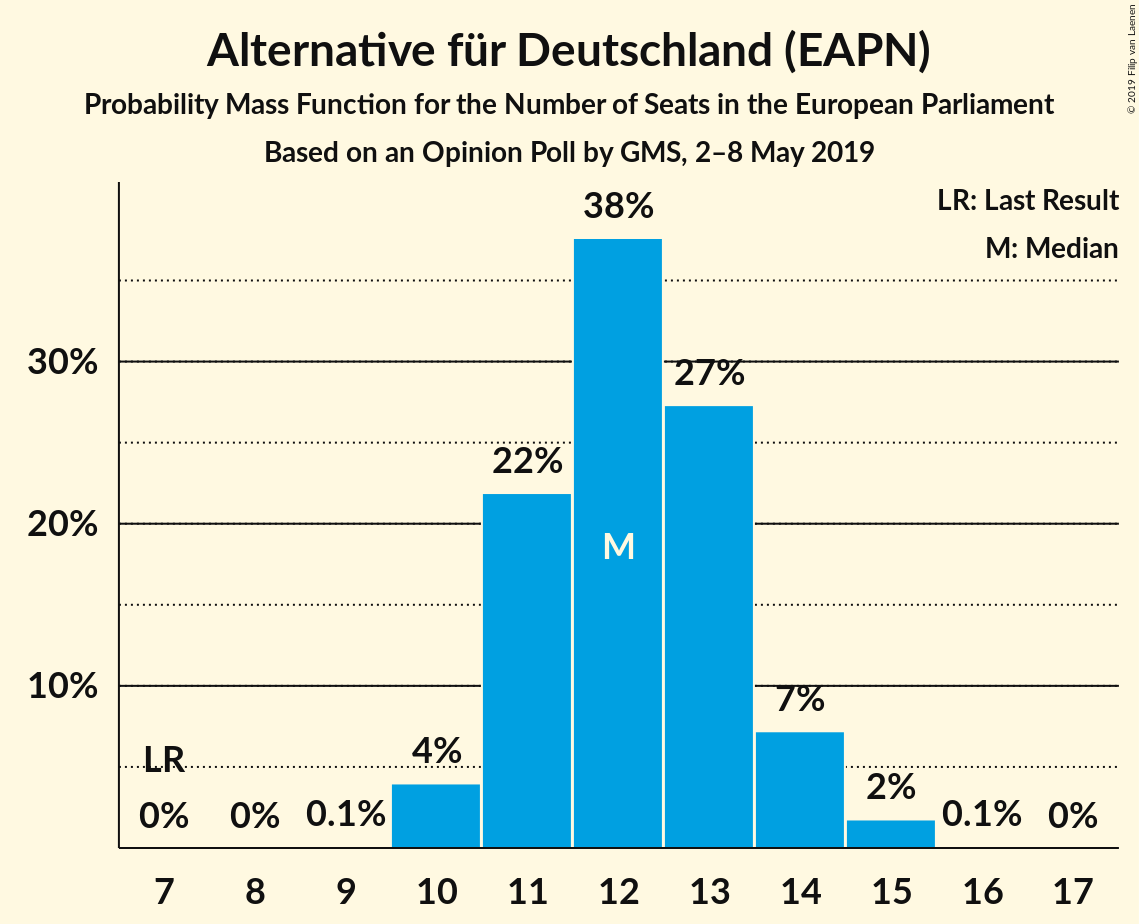 Alternative für Deutschland (EAPN)
Probability Mass Function for the Number of Seats in the European Parliament
Based on an Opinion Poll by GMS, 2–8 May 2019
© 2019 Filip van Laenen
LR: Last Result
M: Median
38%
30%
27%
22%
20%
M
10%
7%
LR
4%
2%
0%
0%
0.1%
0.1%
0%
7 8 9 10 11 12 13 14 15 16 17